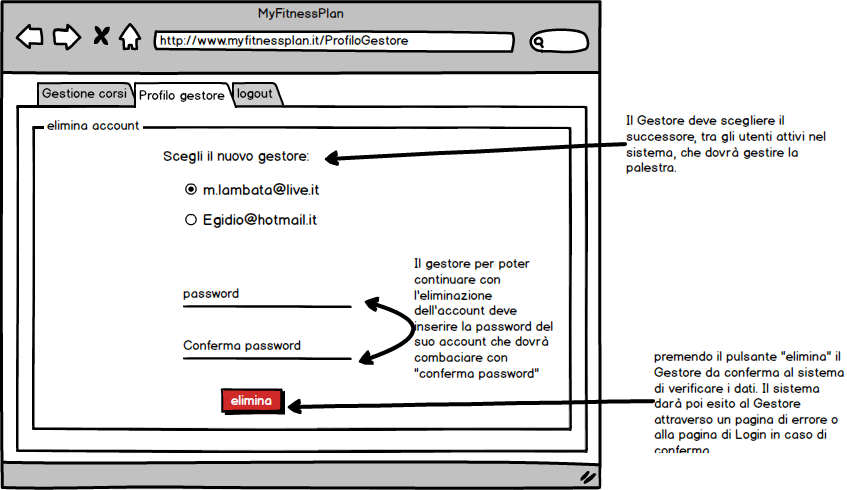 MyFitnessPlan
http://www.myfitnessplan.it/ProfiloGestore
Gestione corsi
Profilo gestore
logout
elimina account
Scegli il nuovo gestore:
m.lambata@live.it
Egidio@hotmail.it
Il Gestore deve scegliere il
successore, tra gli utenti attivi nel
sistema, che dovrà gestire la
palestra.
password
Conferma password
Il gestore per poter
continuare con
l'eliminazione
dell'account deve
inserire la password del
suo account che dovrà
combaciare con
"conferma password"
elimina
premendo il pulsante "elimina" il
Gestore da conferma al sistema
di verificare i dati. Il sistema
darà poi esito al Gestore
attraverso un pagina di errore o
alla pagina di Login in caso di
conferma